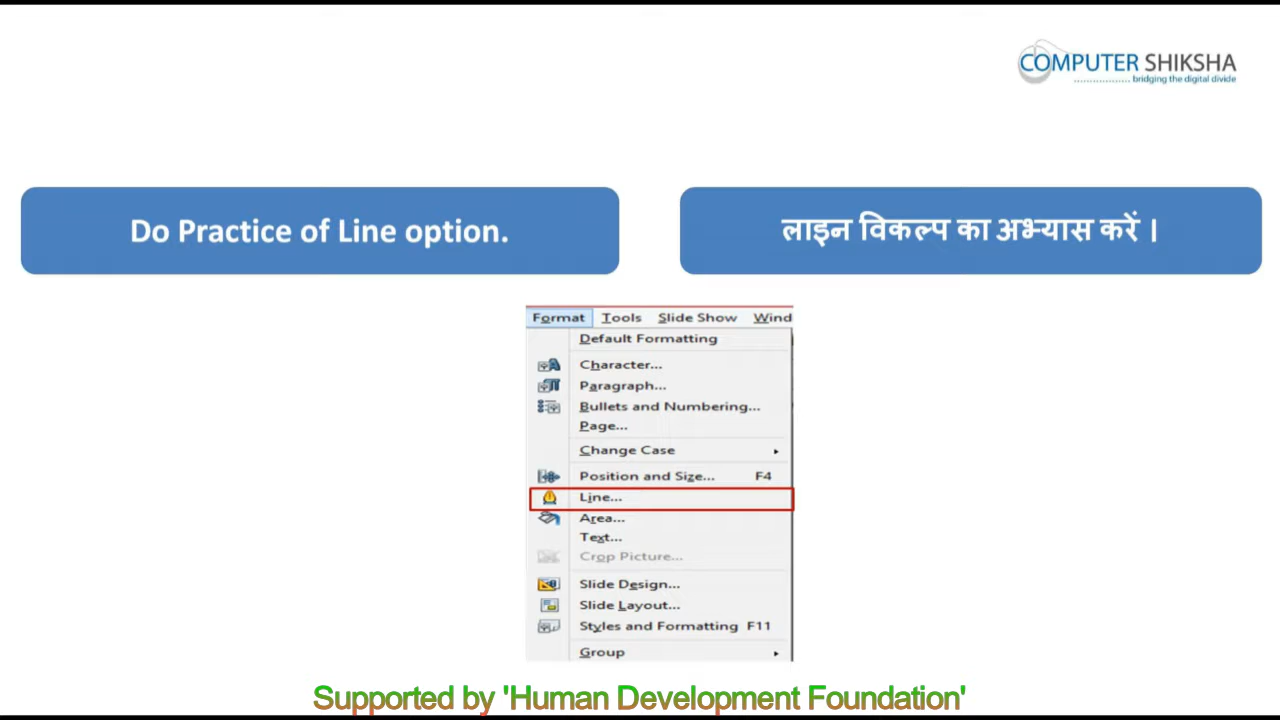 COMPUTER SHIKSHA
bridging the digital divide
Do Practice of Line option.
लाइन विकल्प का अभ्यास करें ।
Format Tools Slide Show Wind
Default Formatting
Character...
Paragraph...
Bullets and Numbering...
Page...
Change Case
Position and Size... F4
Line...
Area...
Text...
Crop Picture...
Slide Design...
Slide Layout...
Styles and Formatting F11
Group
Supported by 'Human Development Foundation'